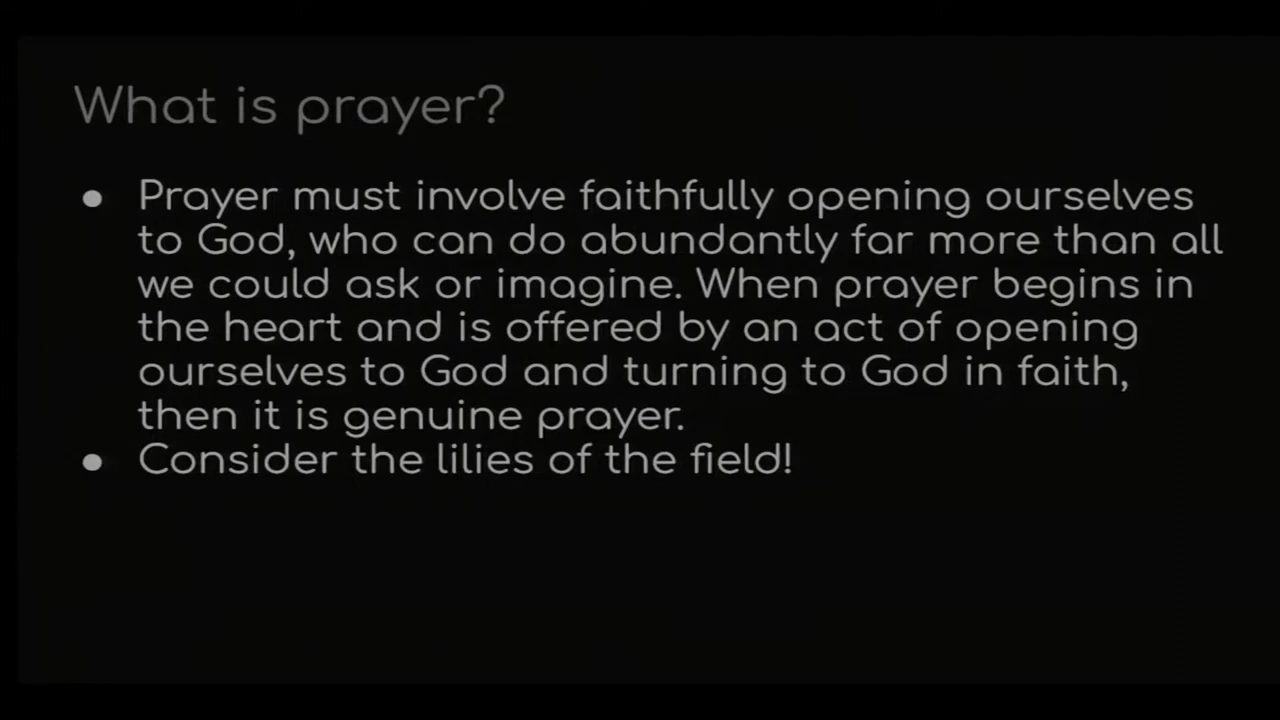 What is prayer?
● Prayer must involve faithfully opening ourselves
to God, who can do abundantly far more than all
we could ask or imagine. When prayer begins in
the heart and is offered by an act of opening
ourselves to God and turning to God in faith,
then it is genuine prayer.
● Consider the lilies of the field!